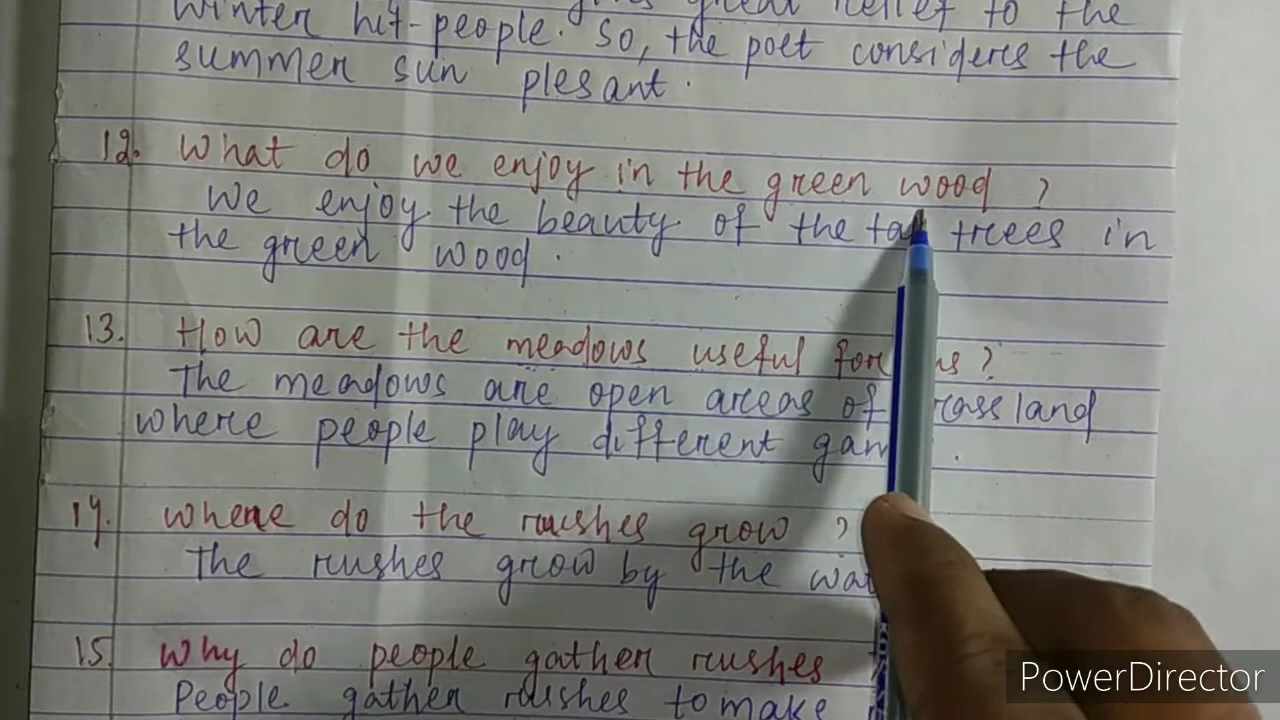 winter hit-people. So, the poet considers the
summer sun plesant.
12. What do we enjoy in the green wood ?
We enjoy the beauty of the trees in
the green wood.
13. How are the meadows useful for us?
The meadows are open areas of land
where people play different
14. Where do the rushes grow ?
The rushes grow by the
15. Why do people gather rushes
People gather rushes to make
PowerDirector